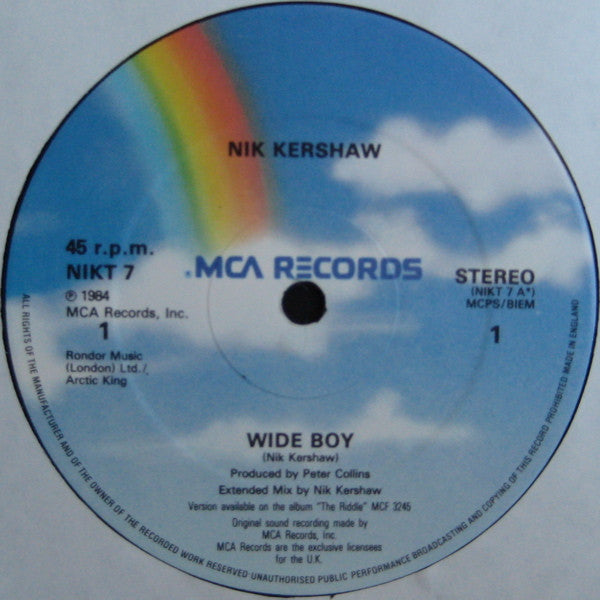 NIK KERSHAW
45 r.p.m.
NIKT 7
℗ 1984
MCA Records, Inc.
1
Rondor Music
(London) Ltd./
Arctic King
MCA RECORDS
STEREO
(NIKT 7 A*)
MCPS/BIEM
1
WIDE BOY
(Nik Kershaw)
Produced by Peter Collins
Extended Mix by Nik Kershaw
Version available on the album "The Riddle" MCF 3245
Original sound recording made by
MCA Records, Inc.
MCA Records are the exclusive licensees
for the U.K.
ALL RIGHTS OF THE MANUFACTURER AND OF THE OWNER OF THE RECORDED WORK RESERVED·UNAUTHORISED PUBLIC PERFORMANCE BROADCASTING AND COPYING OF THIS RECORD PROHIBITED MADE IN ENGLAND